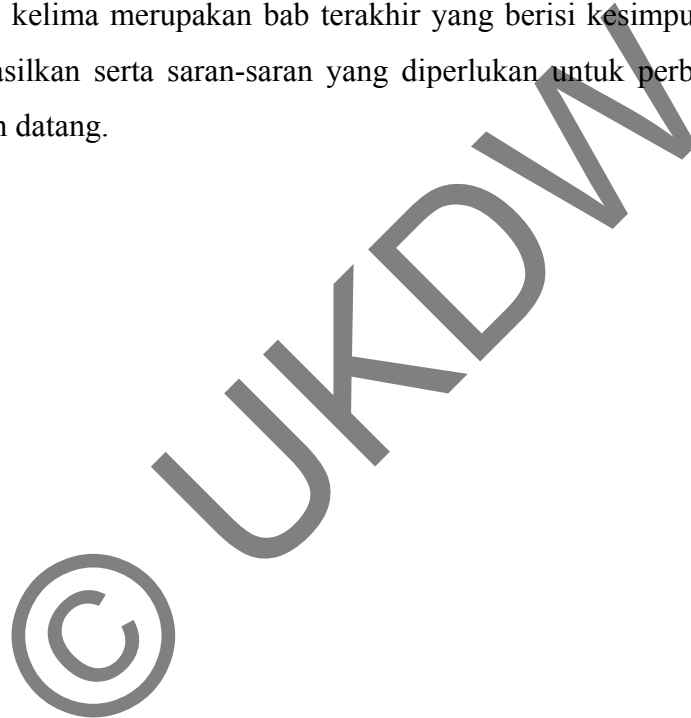 kelima merupakan bab terakhir yang berisi kesimpu
asilkan serta saran-saran yang diperlukan untuk perb
n datang.
© UKDW